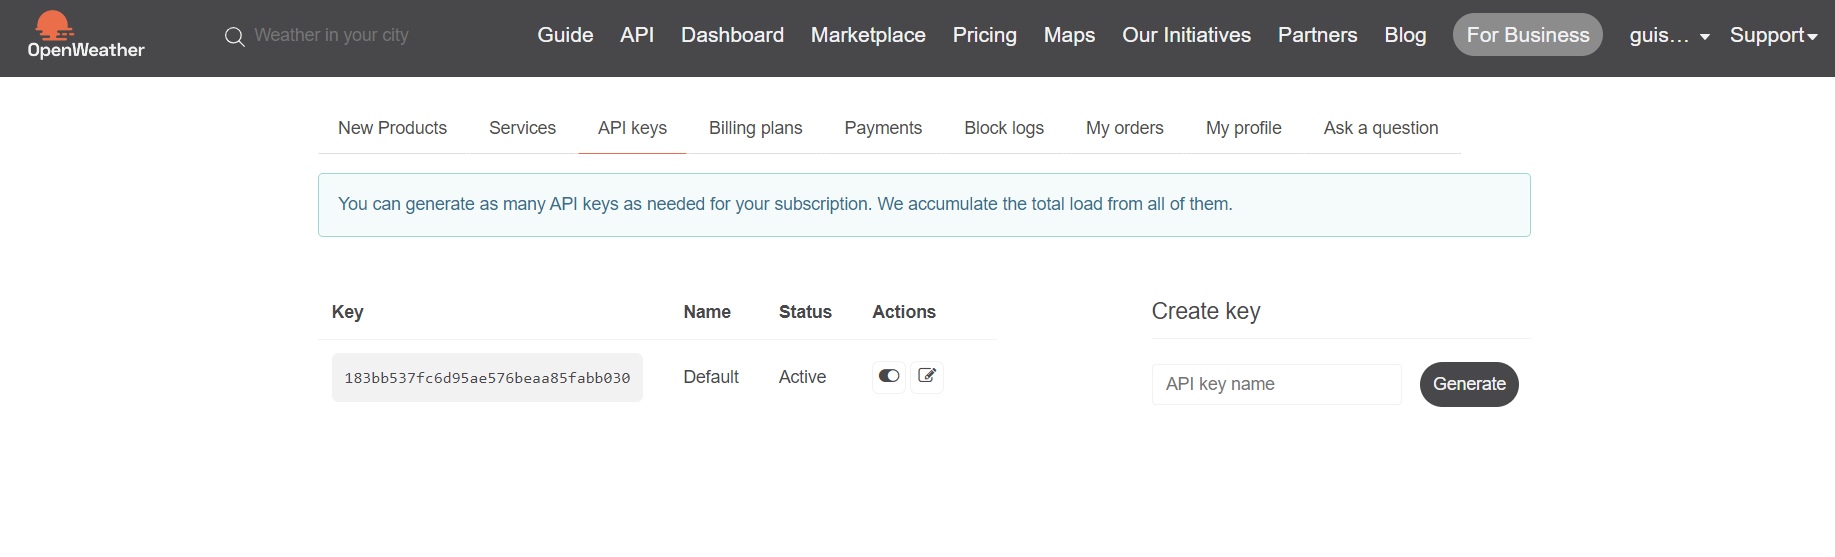 OpenWeather
Weather in your city
Guide API Dashboard Marketplace Pricing Maps Our Initiatives Partners Blog For Business guis... Support
New Products Services API keys Billing plans Payments Block logs My orders My profile Ask a question
You can generate as many API keys as needed for your subscription. We accumulate the total load from all of them.
Key Name Status Actions
183bb537fc6d95ae576beaa85fabb030 Default Active
Create key
API key name Generate